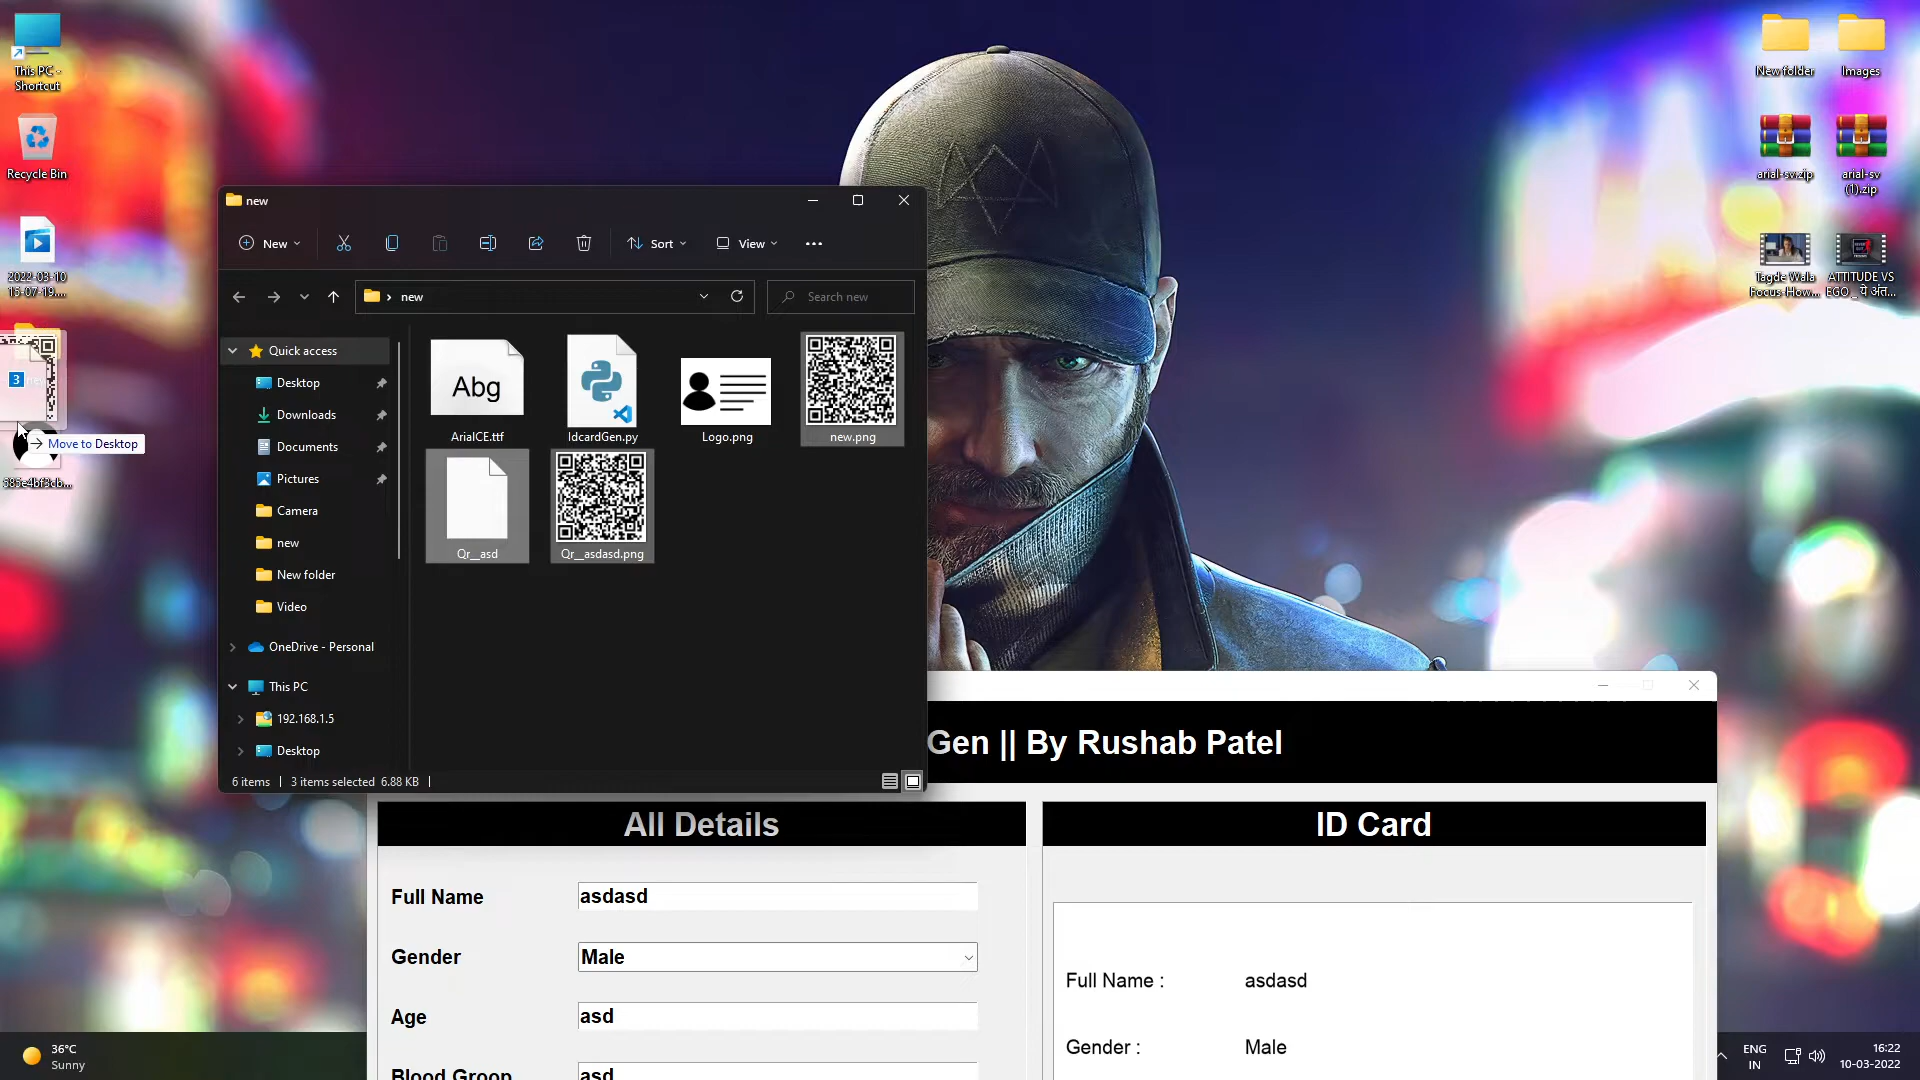 This PC -
Shortcut
Recycle Bin
2022-03-10
15-07-19....
3
Move to Desktop
585e4bf3cb...
new
New
Sort
View
new
Search new
Quick access
Desktop
Downloads
Documents
Pictures
Camera
new
New folder
Video
OneDrive - Personal
This PC
192.168.1.5
Desktop
Abg
ArialCE.ttf
IdcardGen.py
Logo.png
new.png
Qr__asd
Qr__asdasd.png
6 items
3 items selected 6.88 KB
New folder
Images
arial-sv.zip
arial-sv
(1).zip
Tagde Wala
Focus-How...
ATTITUDE VS
EGO _ ये अंत...
Gen || By Rushab Patel
All Details
Full Name
asdasd
Gender
Male
Age
asd
Blood Groop
asd
ID Card
Full Name :
asdasd
Gender :
Male
36°C
Sunny
ENG
IN
16:22
10-03-2022